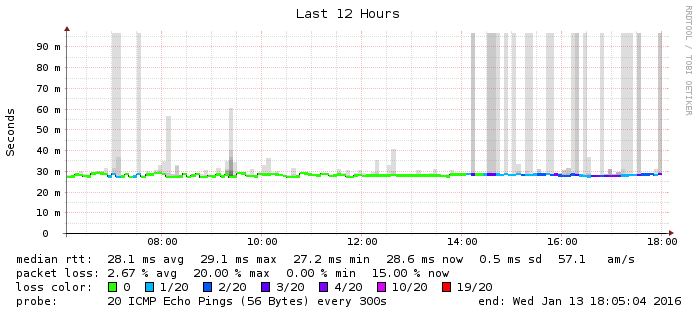 Last 12 Hours
RRDTOOL / TOBI OETIKER
Seconds
90 m
80 m
70 m
60 m
50 m
40 m
30 m
20 m
10 m
0
08:00 10:00 12:00 14:00 16:00 18:00
median rtt: 28.1 ms avg 29.1 ms max 27.2 ms min 28.6 ms now 0.5 ms sd 57.1 am/s
packet loss: 2.67 % avg 20.00 % max 0.00 % min 15.00 % now
loss color: 0 1/20 2/20 3/20 4/20 10/20 19/20
probe: 20 ICMP Echo Pings (56 Bytes) every 300s end: Wed Jan 13 18:05:04 2016